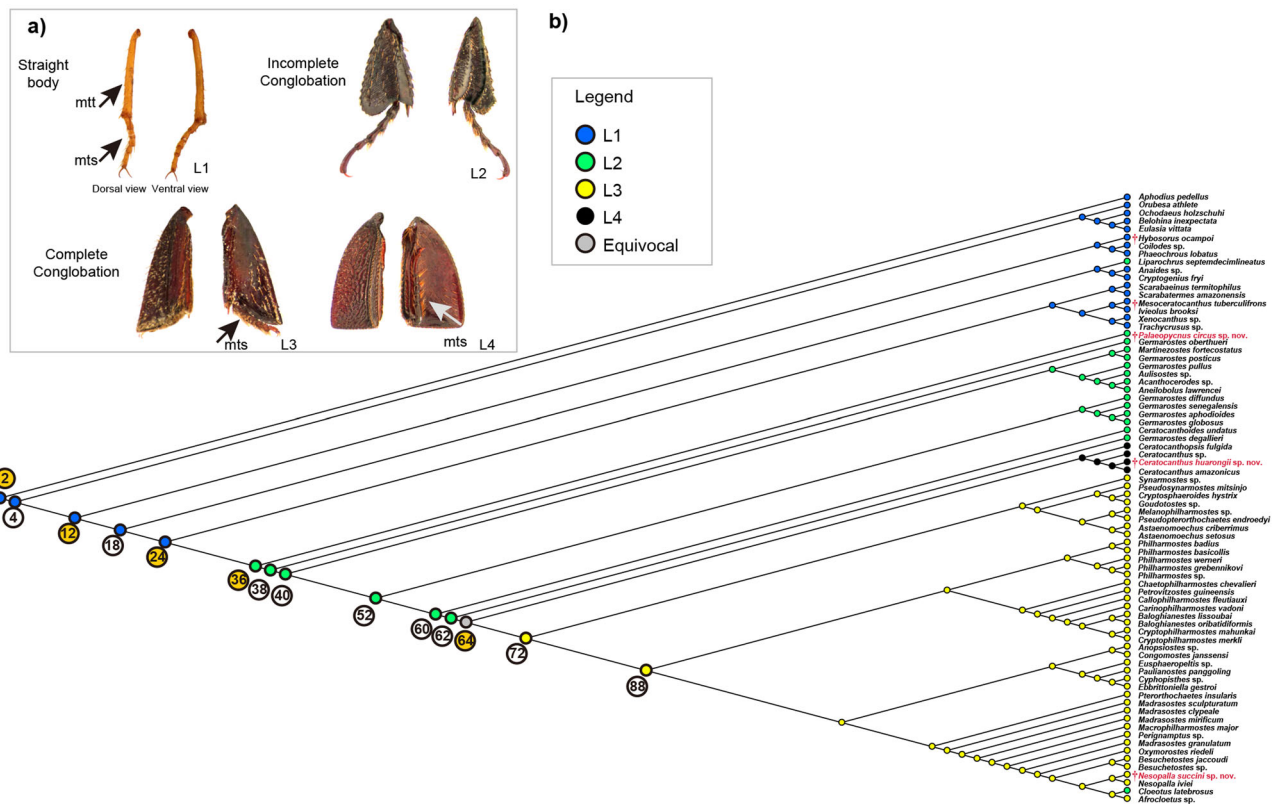 a)
Straight
body
mtt
mts
L1
Dorsal view
Ventral view
Incomplete
Conglobation
L2
Complete
Conglobation
mts
L3
mts
L4
b)
Legend
L1
L2
L3
L4
Equivocal
2
4
12
18
24
36
38
40
52
60
62
64
72
88
Aphodius pedellus
Orubesa athlete
Ochodaeus holzschuhi
Belohina inexpectata
Eulasia vittata
†Hybosorus ocampoi
Coilodes sp.
Phaeochrous lobatus
Liparochrus septemdecimlineatus
Anaides sp.
Cryptogenius fryi
Scarabaeinus termitophilus
Scarabatermes amazonensis
†Mesoceratocanthus tuberculifrons
Ivieolus brooksi
Xenocanthus sp.
Trachycrusus sp.
†Palaeopycnus circus sp. nov.
Germarostes oberthueri
Martinezostes fortecostatus
Germarostes posticus
Germarostes pullus
Aulisostes sp.
Acanthocerodes sp.
Aneilobolus lawrencei
Germarostes diffundus
Germarostes senegalensis
Germarostes aphodioides
Germarostes globosus
Ceratocanthoides undatus
Germarostes degallieri
Ceratocanthopsis fulgida
Ceratocanthus sp.
†Ceratocanthus huarongii sp. nov.
Ceratocanthus amazonicus
Synarmostes sp.
Pseudosynarmostes mitsinjo
Cryptosphaeroides hystrix
Goudotostes sp.
Melanophilharmostes sp.
Pseudopterorthochaetes endroedyi
Astaenomoechus criberrimus
Astaenomoechus setosus
Philharmostes badius
Philharmostes basicollis
Philharmostes werneri
Philharmostes grebennikovi
Philharmostes sp.
Chaetophilharmostes chevalieri
Petrovitzostes guineensis
Callophilharmostes fleutiauxi
Carinophilharmostes vadoni
Baloghianestes lissoubai
Baloghianestes oribatidiformis
Cryptophilharmostes mahunkai
Cryptophilharmostes merkli
Anopsiostes sp.
Congomostes janssensi
Eusphaeropeltis sp.
Paulianostes panggoling
Cyphopisthes sp.
Ebbrittoniella gestroi
Pterorthochaetes insularis
Madrasostes sculpturatum
Madrasostes clypeale
Madrasostes mirificum
Macrophilharmostes major
Perignamptus sp.
Madrasostes granulatum
Oxymorostes riedeli
Besuchetostes jaccoudi
Besuchetostes sp.
†Nesopalla succini sp. nov.
Nesopalla iviei
Cloeotus latebrosus
Afrocloetus sp.